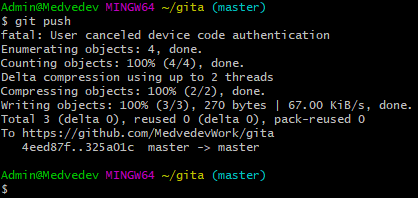 Admin@Medvedev MINGW64 ~/gita (master)
$ git push
fatal: User canceled device code authentication
Enumerating objects: 4, done.
Counting objects: 100% (4/4), done.
Delta compression using up to 2 threads
Compressing objects: 100% (2/2), done.
Writing objects: 100% (3/3), 270 bytes | 67.00 KiB/s, done.
Total 3 (delta 0), reused 0 (delta 0), pack-reused 0
To https://github.com/MedvedevWork/gita
   4eed87f..325a01c  master -> master
Admin@Medvedev MINGW64 ~/gita (master)
$